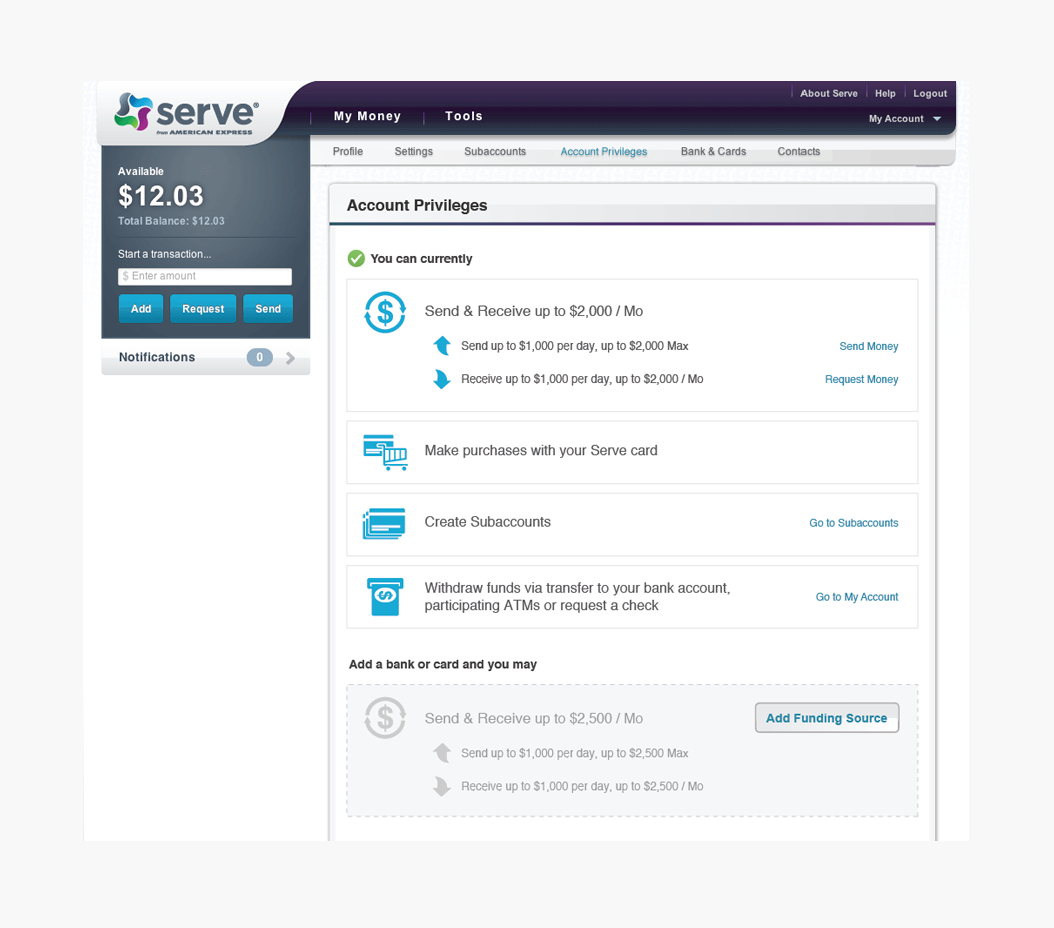 serve®
from AMERICAN EXPRESS
About Serve Help Logout
My Money Tools
My Account
Profile Settings Subaccounts Account Privileges Bank & Cards Contacts
Available
$12.03
Total Balance: $12.03
Start a transaction...
$ Enter amount
Add Request Send
Notifications 0
Account Privileges
You can currently
$ Send & Receive up to $2,000 / Mo
Send up to $1,000 per day, up to $2,000 Max Send Money
Receive up to $1,000 per day, up to $2,000 / Mo Request Money
Make purchases with your Serve card
Create Subaccounts Go to Subaccounts
$ Withdraw funds via transfer to your bank account,
participating ATMs or request a check Go to My Account
Add a bank or card and you may
$ Send & Receive up to $2,500 / Mo Add Funding Source
Send up to $1,000 per day, up to $2,500 Max
Receive up to $1,000 per day, up to $2,500 / Mo